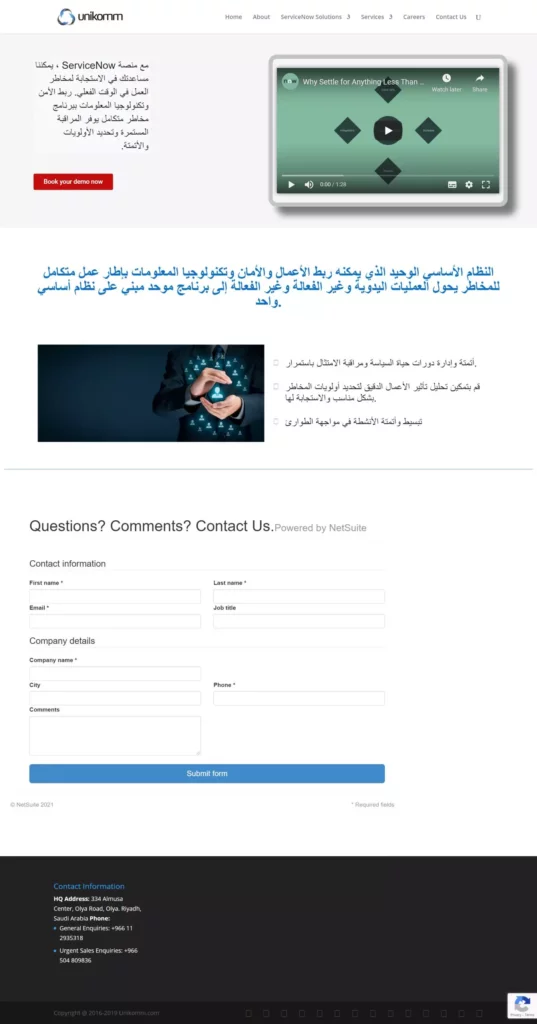 unikomm
Home About ServiceNow Solutions Services Careers Contact Us
مع منصة ServiceNow ، يمكننا
مساعدتك في الاستجابة لمخاطر
العمل في الوقت الفعلي. ربط الأمن
وتكنولوجيا المعلومات ببرنامج
مخاطر متكامل يوفر المراقبة
المستمرة وتحديد الأولويات
والأتمتة.
Book your demo now
Why Settle for Anything Less Than ...
Watch later Share
0:00 / 1:28
النظام الأساسي الوحيد الذي يمكنه ربط الأعمال والأمان وتكنولوجيا المعلومات بإطار عمل متكامل
للمخاطر يحول العمليات اليدوية وغير الفعالة وغير الفعالة إلى برنامج موحد مبني على نظام أساسي
واحد.
أتمتة وإدارة دورات حياة السياسة ومراقبة الامتثال باستمرار.
قم بتمكين تحليل تأثير الأعمال الدقيق لتحديد أولويات المخاطر
بشكل مناسب والاستجابة لها.
تبسيط وأتمتة الأنشطة في مواجهة الطوارئ
Questions? Comments? Contact Us.Powered by NetSuite
Contact information
First name * Last name *
Email * Job title
Company details
Company name *
City Phone *
Comments
Submit form
© NetSuite 2021 * Required fields
Contact Information
HQ Address: 334 Almusa
Center, Olya Road, Olya. Riyadh,
Saudi Arabia Phone:
General Enquiries: +966 11
2935318
Urgent Sales Enquiries: +966
504 809836
Copyright @ 2016-2019 Unikomm.com
Privacy - Terms